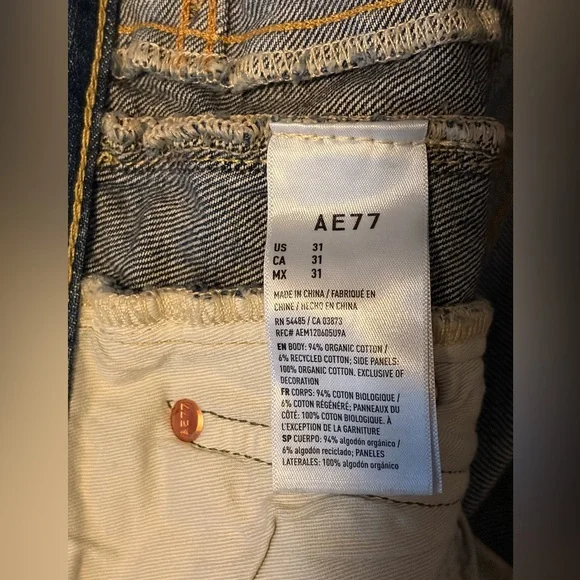 AE77
US 31
CA 31
MX 31
MADE IN CHINA / FABRIQUÉ EN
CHINE / HECHO EN CHINA
RN 54485 / CA 03873
RFC# AEM120605U9A
EN BODY: 94% ORGANIC COTTON /
6% RECYCLED COTTON; SIDE PANELS:
100% ORGANIC COTTON. EXCLUSIVE OF
DECORATION
FR CORPS: 94% COTON BIOLOGIQUE /
6% COTON RÉGÉNÉRÉ; PANNEAUX DU
CÔTÉ: 100% COTON BIOLOGIQUE. À
L'EXCEPTION DE LA GARNITURE
SP CUERPO: 94% algodón orgánico /
6% algodón reciclado; PANELES
LATERALES: 100% algodón orgánico
AE77